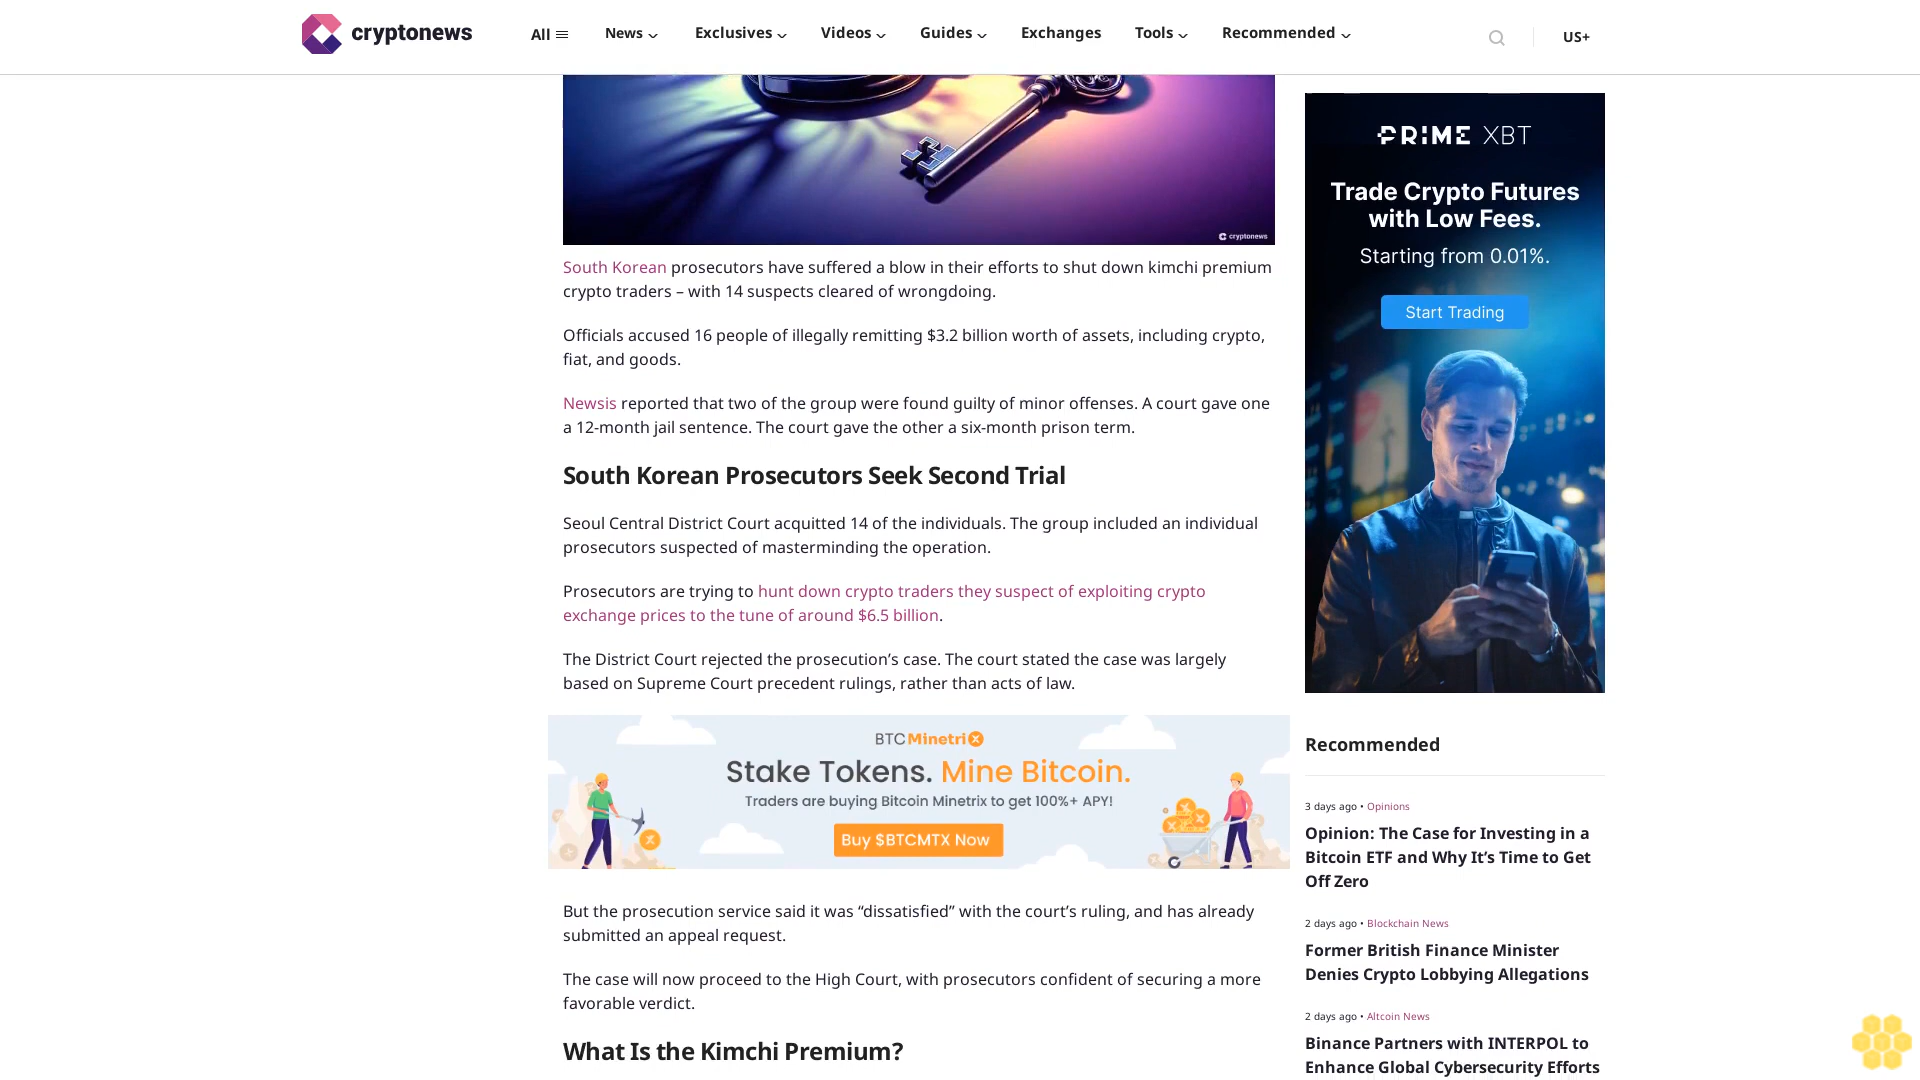 cryptonews
All
News
Exclusives
Videos
Guides
Exchanges
Tools
Recommended
US+
cryptonews
South Korean prosecutors have suffered a blow in their efforts to shut down kimchi premium
crypto traders – with 14 suspects cleared of wrongdoing.
Officials accused 16 people of illegally remitting $3.2 billion worth of assets, including crypto,
fiat, and goods.
Newsis reported that two of the group were found guilty of minor offenses. A court gave one
a 12-month jail sentence. The court gave the other a six-month prison term.
South Korean Prosecutors Seek Second Trial
Seoul Central District Court acquitted 14 of the individuals. The group included an individual
prosecutors suspected of masterminding the operation.
Prosecutors are trying to hunt down crypto traders they suspect of exploiting crypto
exchange prices to the tune of around $6.5 billion.
The District Court rejected the prosecution’s case. The court stated the case was largely
based on Supreme Court precedent rulings, rather than acts of law.
BTC MinetriX
Stake Tokens. Mine Bitcoin.
Traders are buying Bitcoin Minetrix to get 100%+ APY!
Buy $BTCMTX Now
But the prosecution service said it was “dissatisfied” with the court’s ruling, and has already
submitted an appeal request.
The case will now proceed to the High Court, with prosecutors confident of securing a more
favorable verdict.
What Is the Kimchi Premium?
PRIME XBT
Trade Crypto Futures
with Low Fees.
Starting from 0.01%.
Start Trading
Recommended
3 days ago • Opinions
Opinion: The Case for Investing in a
Bitcoin ETF and Why It’s Time to Get
Off Zero
2 days ago • Blockchain News
Former British Finance Minister
Denies Crypto Lobbying Allegations
2 days ago • Altcoin News
Binance Partners with INTERPOL to
Enhance Global Cybersecurity Efforts